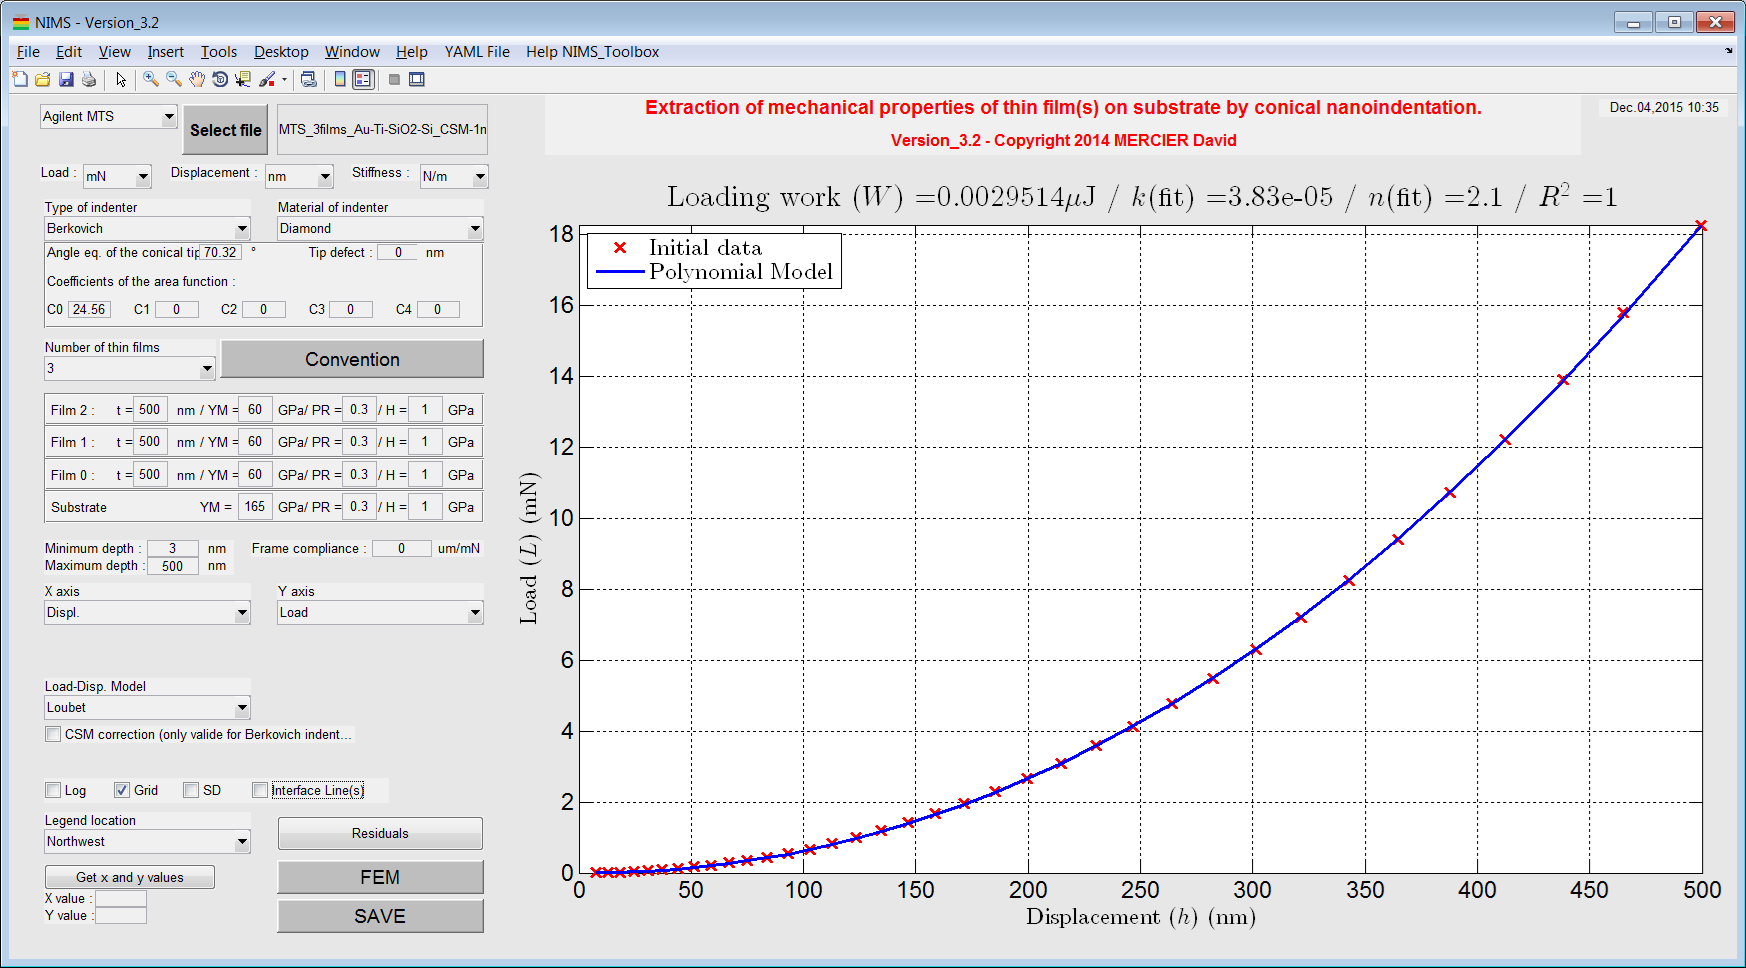 NIMS - Version_3.2
File Edit View Insert Tools Desktop Window Help YAML File Help NIMS_Toolbox
Agilent MTS
Select file
MTS_3films_Au-Ti-SiO2-Si_CSM-1n
Extraction of mechanical properties of thin film(s) on substrate by conical nanoindentation.
Version_3.2 - Copyright 2014 MERCIER David
Dec.04,2015 10:35
Load : mN Displacement : nm Stiffness : N/m
Type of indenter
Berkovich
Material of indenter
Diamond
Angle eq. of the conical tip 70.32 ° Tip defect : 0 nm
Coefficients of the area function :
C0 24.56 C1 0 C2 0 C3 0 C4 0
Number of thin films
3
Convention
Film 2 : t = 500 nm / YM = 60 GPa/ PR = 0.3 / H = 1 GPa
Film 1 : t = 500 nm / YM = 60 GPa/ PR = 0.3 / H = 1 GPa
Film 0 : t = 500 nm / YM = 60 GPa/ PR = 0.3 / H = 1 GPa
Substrate YM = 165 GPa/ PR = 0.3 / H = 1 GPa
Minimum depth : 3 nm Frame compliance : 0 um/mN
Maximum depth : 500 nm
X axis
Displ.
Y axis
Load
Load-Disp. Model
Loubet
CSM correction (only valide for Berkovich indent...
Log Grid SD Interface Line(s)
Legend location
Northwest
Residuals
Get x and y values
FEM
X value :
Y value :
SAVE
Loading work (W) =0.0029514μJ / k(fit) =3.83e-05 / n(fit) =2.1 / R² =1
Initial data
Polynomial Model
18
16
14
12
10
8
6
4
2
0
Load (L) (mN)
0 50 100 150 200 250 300 350 400 450 500
Displacement (h) (nm)